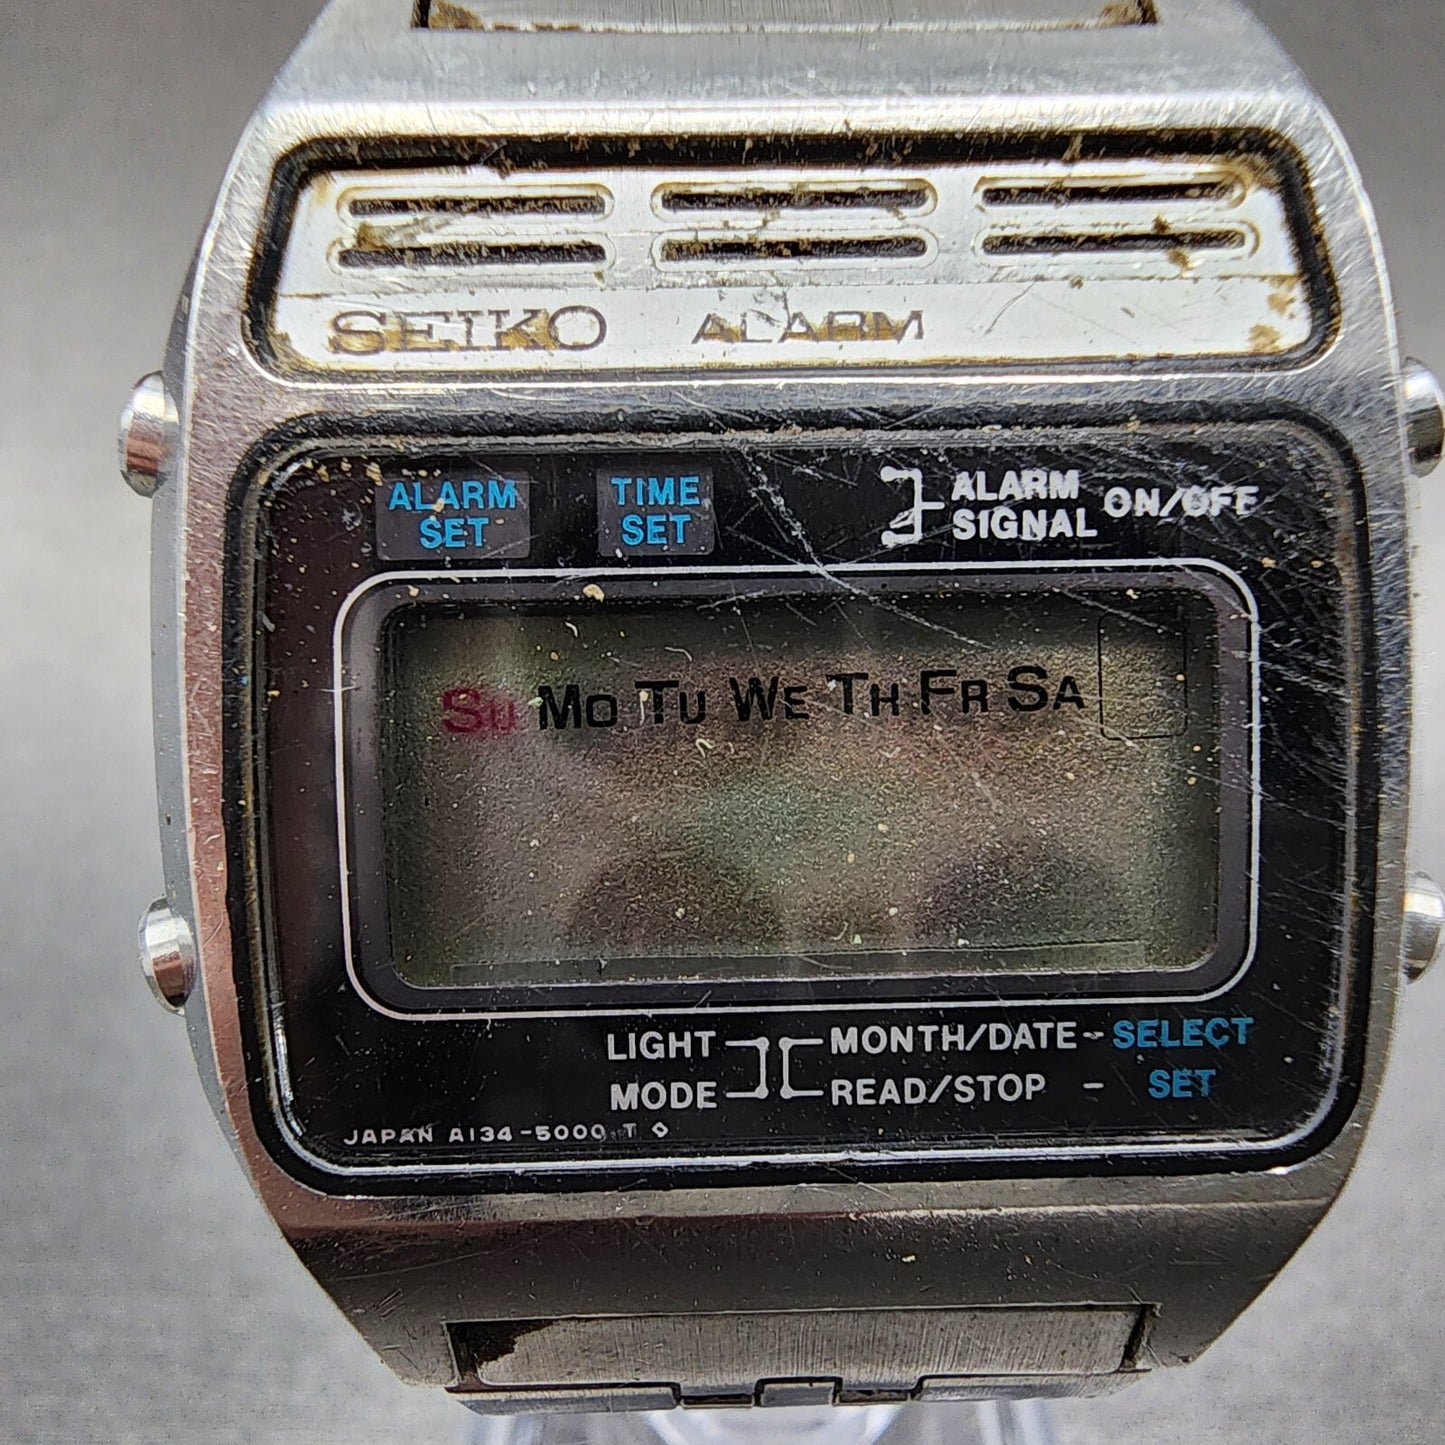 SEIKO ALARM
ALARM SET
TIME SET
ALARM SIGNAL ON/OFF
Su Mo Tu We Th Fr Sa
LIGHT MONTH/DATE - SELECT
MODE READ/STOP - SET
JAPAN A134-5000 T